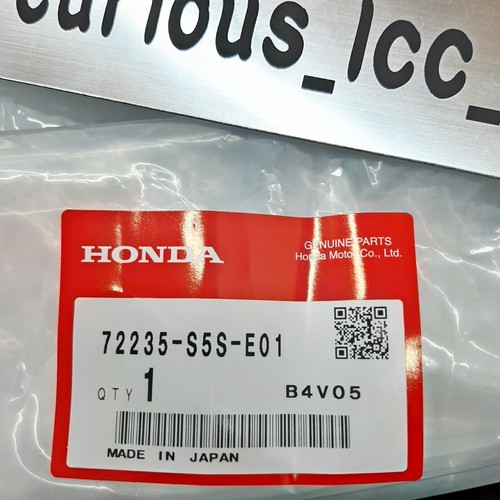 curious_lcc_
HONDA
GENUINE PARTS
Honda Motor Co., Ltd.
72235-S5S-E01
QTY 1
B4V05
MADE IN JAPAN